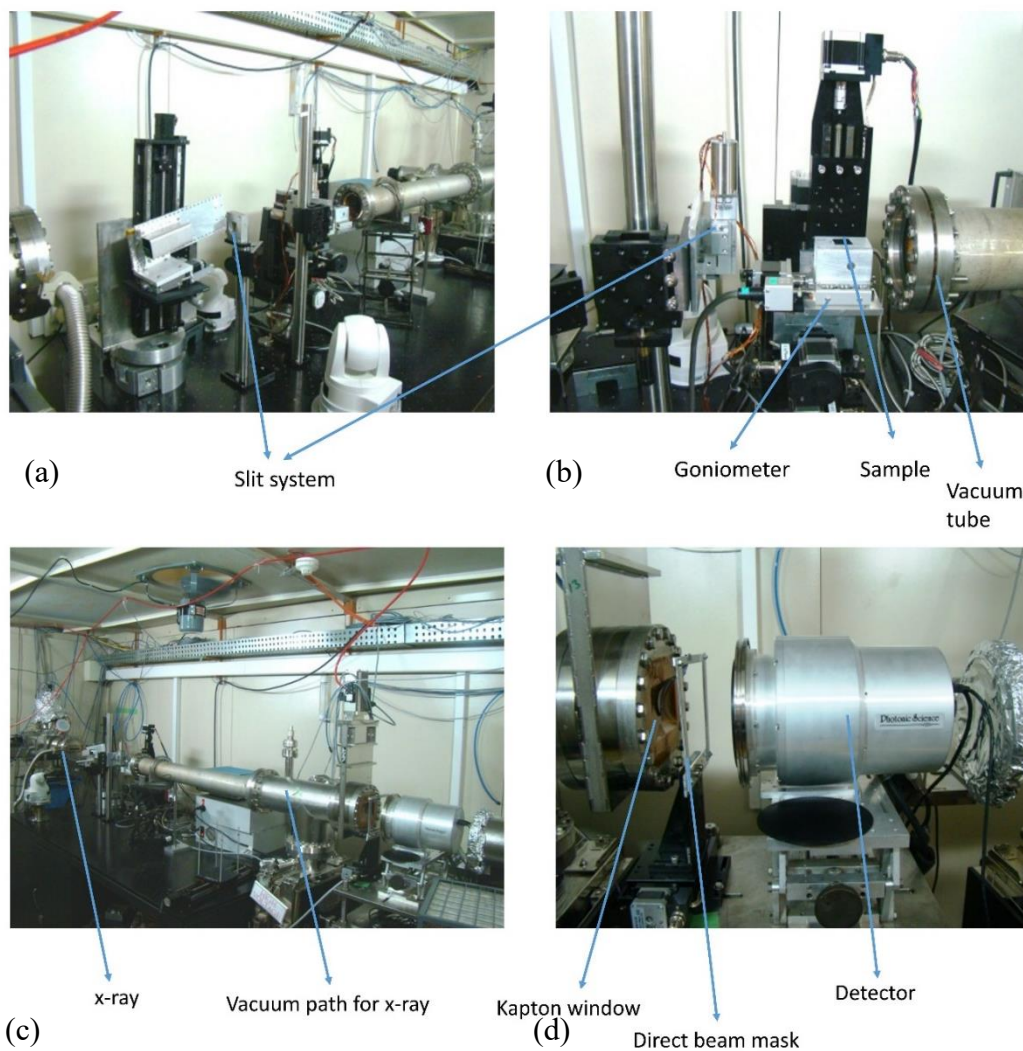 (a)
Slit system
(b)
Goniometer
Sample
Vacuum
tube
Photonic Science
(c)
x-ray
Vacuum path for x-ray
Kapton window
(d)
Detector
Direct beam mask